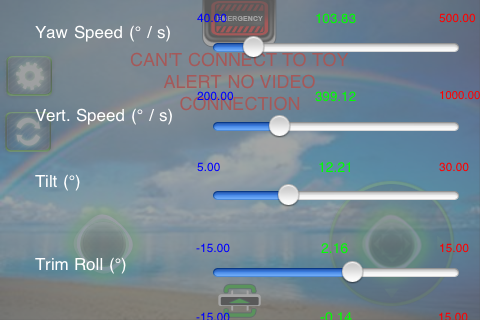 40.00 103.83 500.00
EMERGENCY
Yaw Speed (° / s)
CAN'T CONNECT TO TOY
ALERT NO VIDEO
CONNECTION
200.00 399.12 1000.00
Vert. Speed (° / s)
5.00 12.21 30.00
Tilt (°)
-15.00 2.15 15.00
Trim Roll (°)
-15.00 -0.14 15.00